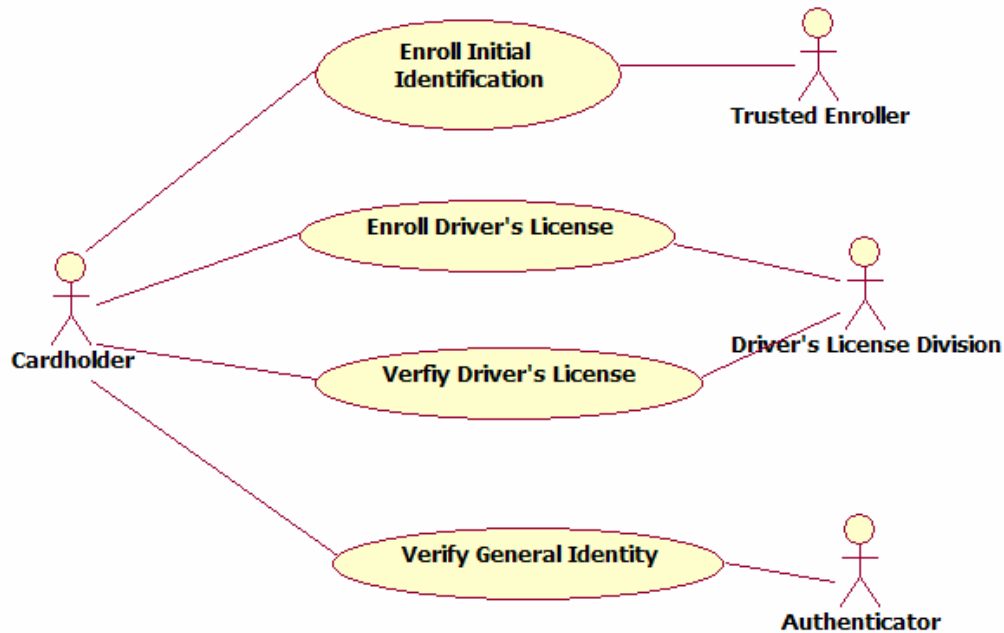 Enroll Initial
Identification
Trusted Enroller
Enroll Driver's License
Cardholder
Driver's License Division
Verfiy Driver's License
Verify General Identity
Authenticator